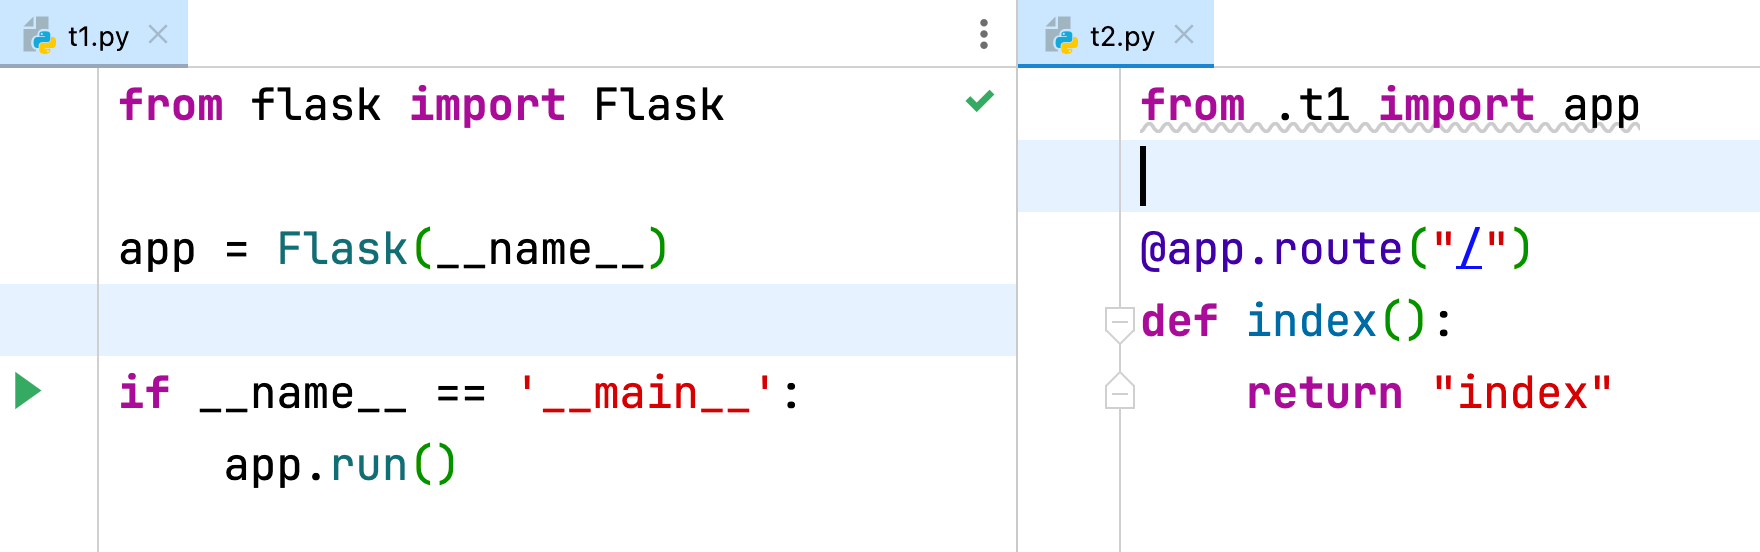 t1.py
from flask import Flask
app = Flask(__name__)
if __name__ == '__main__':
    app.run()
t2.py
from .t1 import app
@app.route("/")
def index():
    return "index"